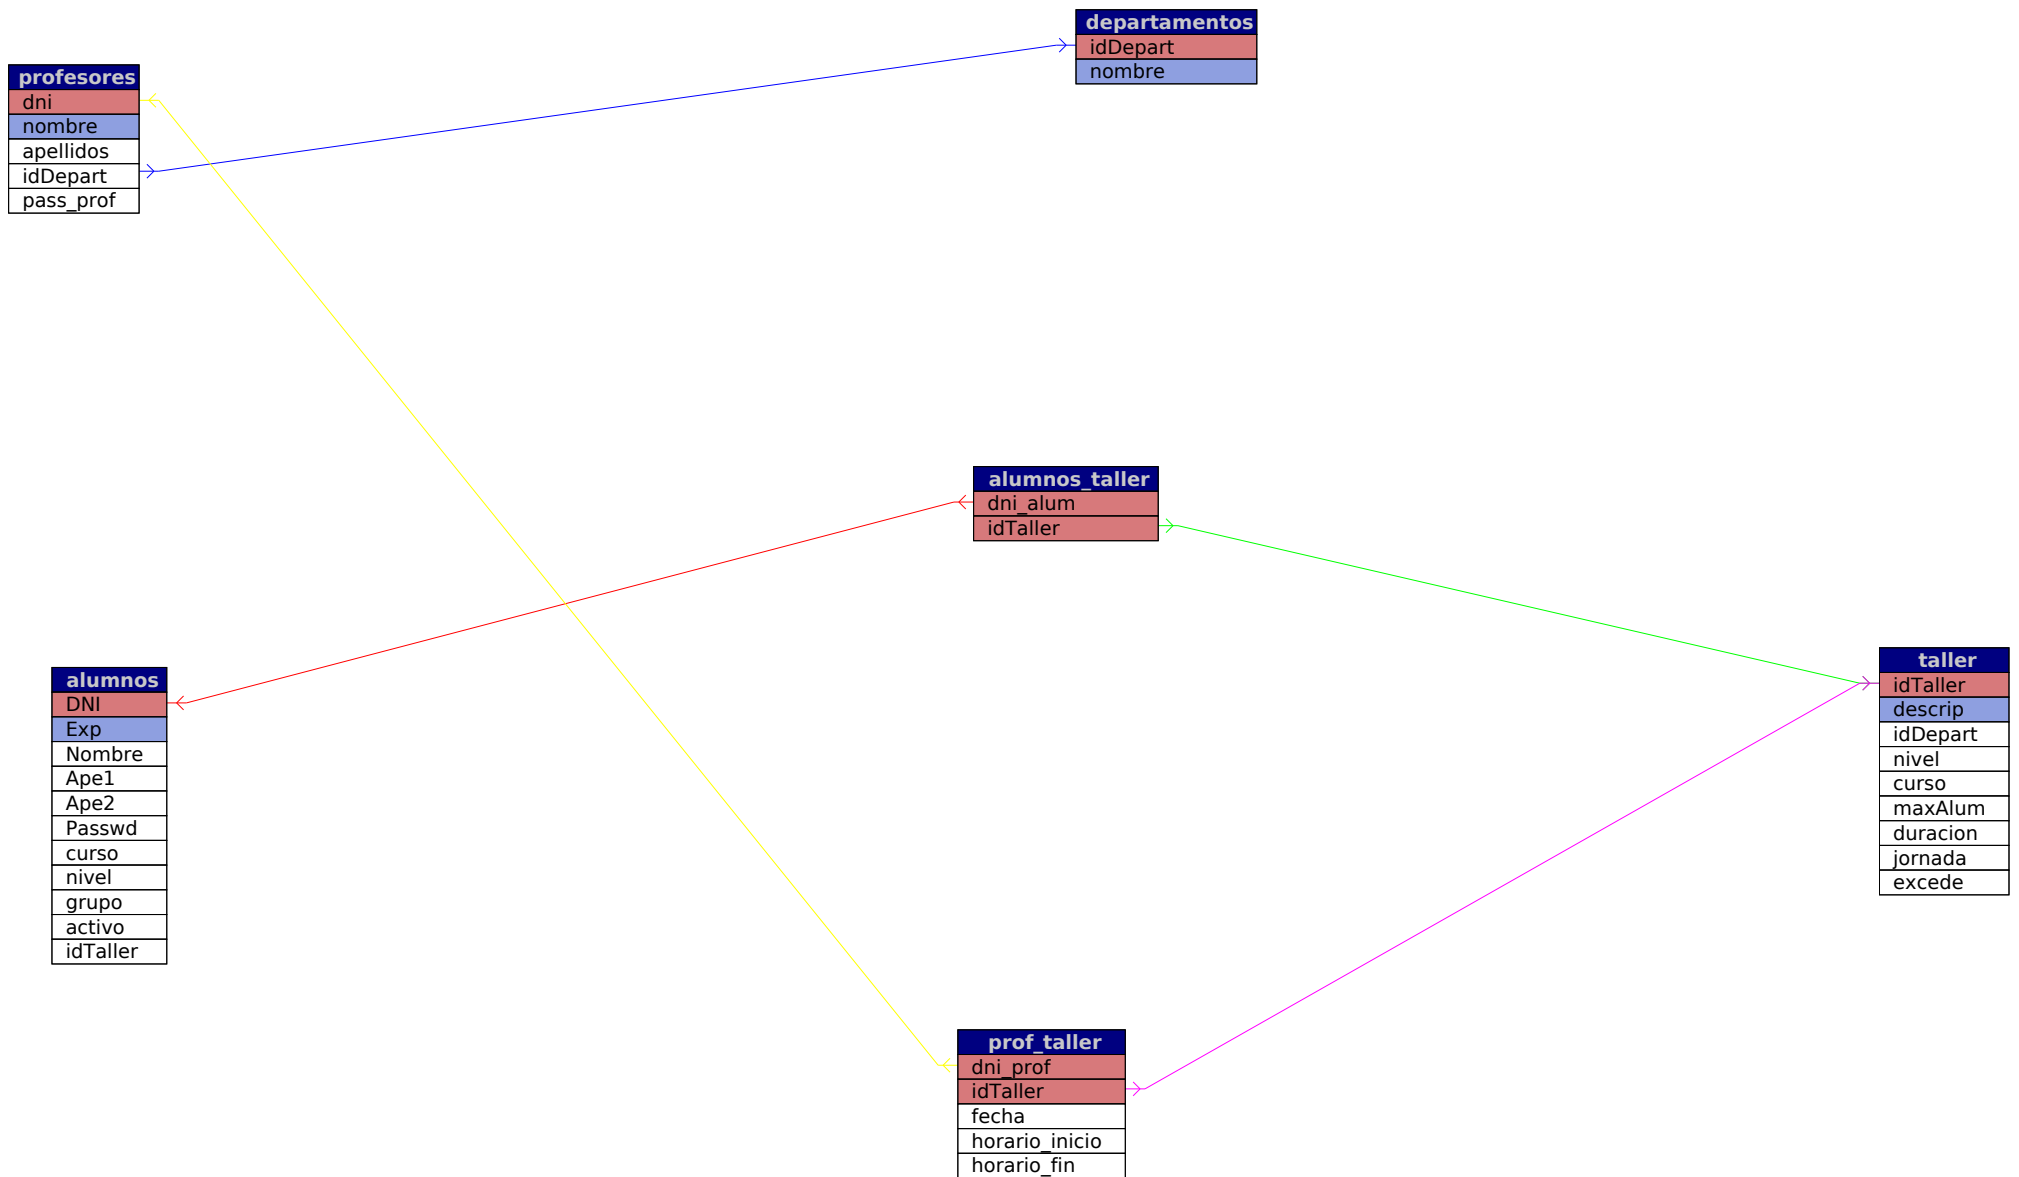 departamentos
idDepart
nombre
profesores
dni
nombre
apellidos
idDepart
pass_prof
alumnos_taller
dni_alum
idTaller
alumnos
DNI
Exp
Nombre
Ape1
Ape2
Passwd
curso
nivel
grupo
activo
idTaller
taller
idTaller
descrip
idDepart
nivel
curso
maxAlum
duracion
jornada
excede
prof_taller
dni_prof
idTaller
fecha
horario_inicio
horario_fin